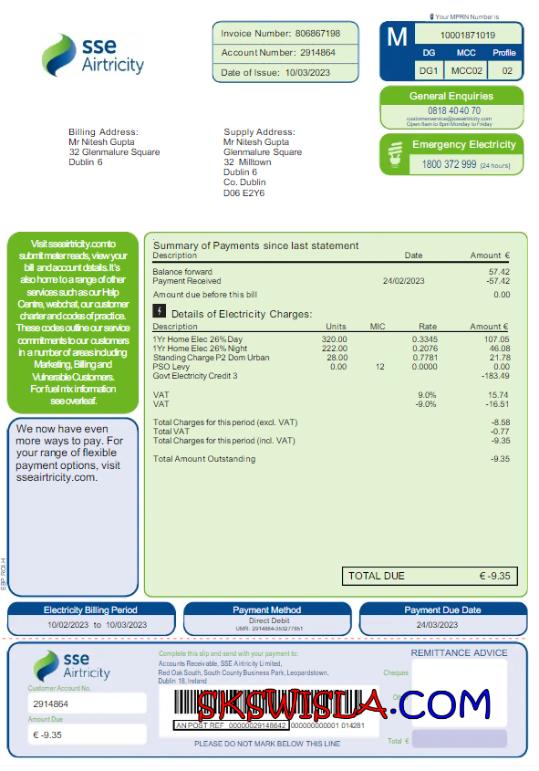 Your MPRN Number is
sse
Airtricity
Invoice Number: 806867198
Account Number: 2914864
Date of Issue: 10/03/2023
M
10001871019
DG MCC Profile
DG1 MCC02 02
General Enquiries
0818 40 40 70
customerservice@sseairtricity.com
Open 8am to 8pm Monday to Friday
Emergency Electricity
1800 372 999 (24 hours)
Billing Address:
Mr Nitesh Gupta
32 Glenmalure Square
Dublin 6
Supply Address:
Mr Nitesh Gupta
Glenmalure Square
32 Milltown
Dublin 6
Co. Dublin
D06 E2Y6
Visit sseairtricity.com to
submit meter reads, view your
bill and account details. It's
also home to a range of other
services such as our Help
Centre, webchat, our customer
charter and codes of practice.
These codes outline our service
commitments to our customers
in a number of areas including
Marketing, Billing and
Vulnerable Customers.
For fuel mix information
see overleaf.
We now have even
more ways to pay. For
your range of flexible
payment options, visit
sseairtricity.com.
Summary of Payments since last statement
Description Date Amount €
Balance forward 57.42
Payment Received 24/02/2023 -57.42
Amount due before this bill 0.00
Details of Electricity Charges:
Description Units MIC Rate Amount €
1Yr Home Elec 26% Day 320.00 0.3345 107.05
1Yr Home Elec 26% Night 222.00 0.2076 46.08
Standing Charge P2 Dom Urban 28.00 0.7781 21.78
PSO Levy 0.00 12 0.0000 0.00
Govt Electricity Credit 3 -183.49
VAT 9.0% 15.74
VAT -9.0% -16.51
Total Charges for this period (excl. VAT) -8.58
Total VAT -0.77
Total Charges for this period (incl. VAT) -9.35
Total Amount Outstanding -9.35
TOTAL DUE € -9.35
Electricity Billing Period
10/02/2023 to 10/03/2023
Payment Method
Direct Debit
Payment Due Date
24/03/2023
sse
Airtricity
Customer Account No.
2914864
Amount Due
€ -9.35
Complete this slip and send with your payment to:
Accounts Receivable, SSE Airtricity Limited,
Red Oak South, South County Business Park, Leopardstown,
Dublin 18, Ireland
AN POST REF 00000029148642 000000000001 014281
PLEASE DO NOT MARK BELOW THIS LINE
REMITTANCE ADVICE
Cheques
Total €
SKSWISLA.COM